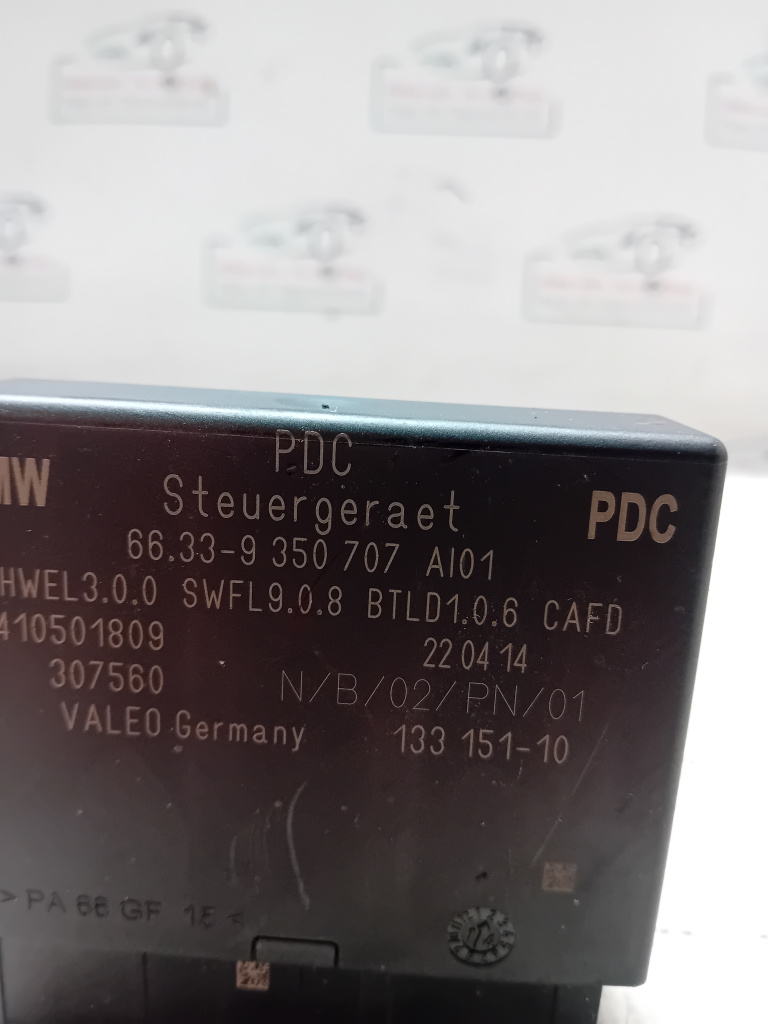 PDC
MW
Steuergeraet
PDC
66.33-9 350 707 AI01
HWEL3.0.0 SWFL9.0.8 BTLD1.0.6 CAFD
410501809
22 04 14
307560
N/B/02/PN/01
VALEO Germany
133 151-10
> PA 66 GF 15 <